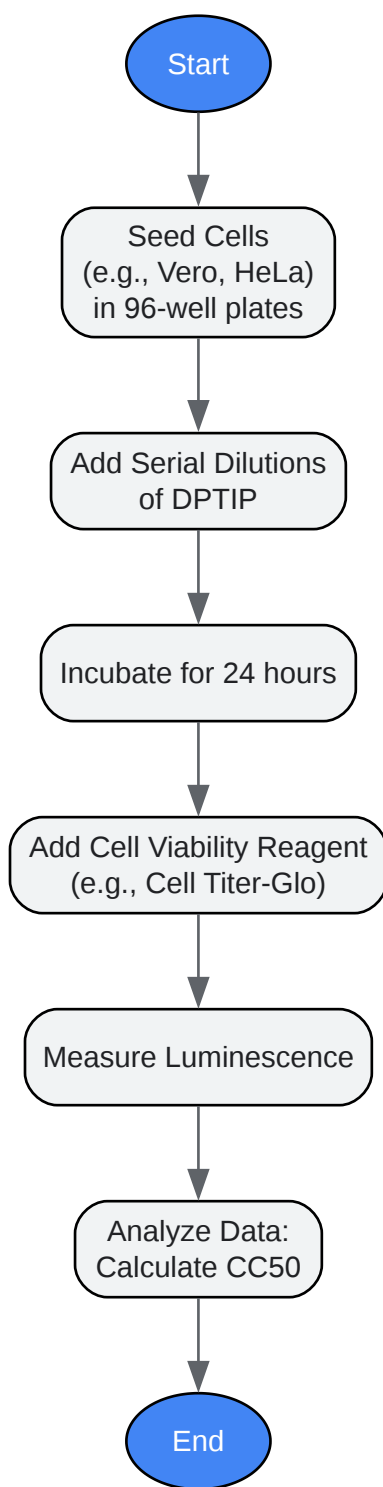 Start
Seed Cells
(e.g., Vero, HeLa)
in 96-well plates
Add Serial Dilutions
of DPTIP
Incubate for 24 hours
Add Cell Viability Reagent
(e.g., Cell Titer-Glo)
Measure Luminescence
Analyze Data:
Calculate CC50
End